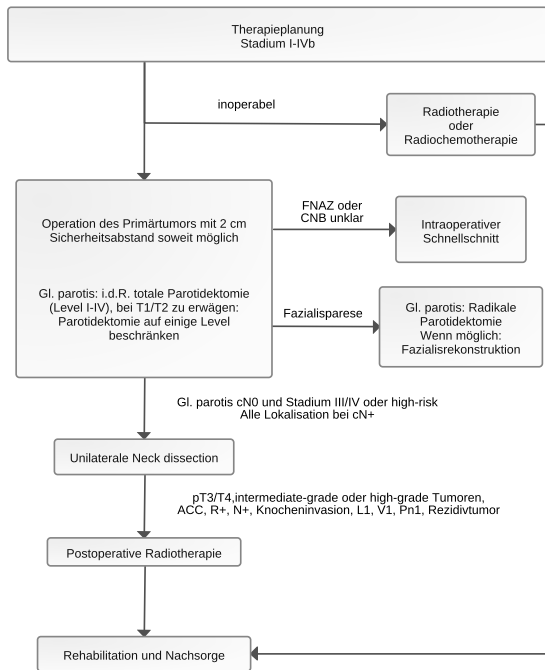 Therapieplanung
Stadium I-IVb
inoperabel
Radiotherapie
oder
Radiochemotherapie
Operation des Primärtumors mit 2 cm
Sicherheitsabstand soweit möglich
Gl. parotis: i.d.R. totale Parotidektomie
(Level I-IV), bei T1/T2 zu erwägen:
Parotidektomie auf einige Level
beschränken
FNAZ oder
CNB unklar
Intraoperativer
Schnellschnitt
Fazialisparese
Gl. parotis: Radikale
Parotidektomie
Wenn möglich:
Fazialisrekonstruktion
Gl. parotis cN0 und Stadium III/IV oder high-risk
Alle Lokalisation bei cN+
Unilaterale Neck dissection
pT3/T4,intermediate-grade oder high-grade Tumoren,
ACC, R+, N+, Knocheninvasion, L1, V1, Pn1, Rezidivtumor
Postoperative Radiotherapie
Rehabilitation und Nachsorge